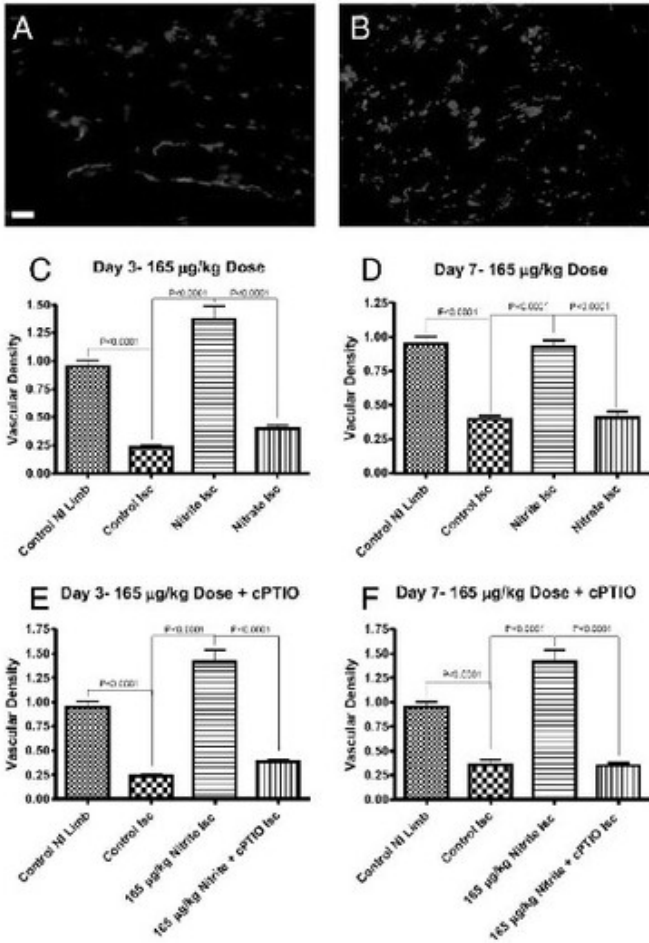 A
B
C
Day 3- 165 µg/kg Dose
Vascular Density
1.50
1.25
1.00
0.75
0.50
0.25
0.00
P<0.0001
P<0.0001
P<0.0001
Control NI Limb
Control Isc
Nitrite Isc
Nitrate Isc
D
Day 7- 165 µg/kg Dose
Vacular Density
1.25
1.00
0.75
0.50
0.25
0.00
P<0.0001
P<0.0001
P<0.0001
Control NI Limb
Control Isc
Nitrite Isc
Nitrate Isc
E
Day 3- 165 µg/kg Dose + cPTIO
Vascular Density
1.75
1.50
1.25
1.00
0.75
0.50
0.25
0.00
P<0.0001
P<0.0001
P<0.0001
Control NI Limb
Control Isc
165 µg/kg Nitrite Isc
165 µg/kg Nitrite + cPTIO Isc
F
Day 7- 165 µg/kg Dose + cPTIO
Vascular Density
1.75
1.50
1.25
1.00
0.75
0.50
0.25
0.00
P<0.0001
P<0.0001
P<0.0001
Control NI Limb
Control Isc
165 µg/kg Nitrite Isc
165 µg/kg Nitrite + cPTIO Isc